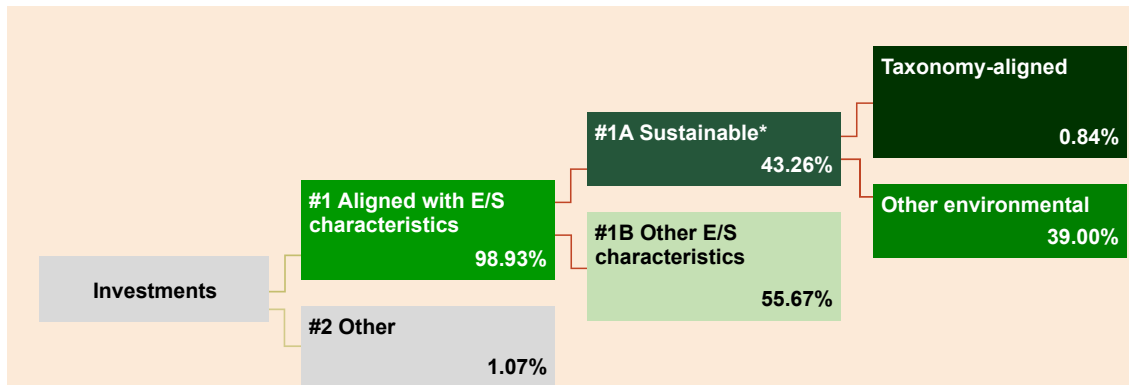 Investments
#1 Aligned with E/S
characteristics
98.93%
#2 Other
1.07%
#1A Sustainable*
43.26%
#1B Other E/S
characteristics
55.67%
Taxonomy-aligned
0.84%
Other environmental
39.00%